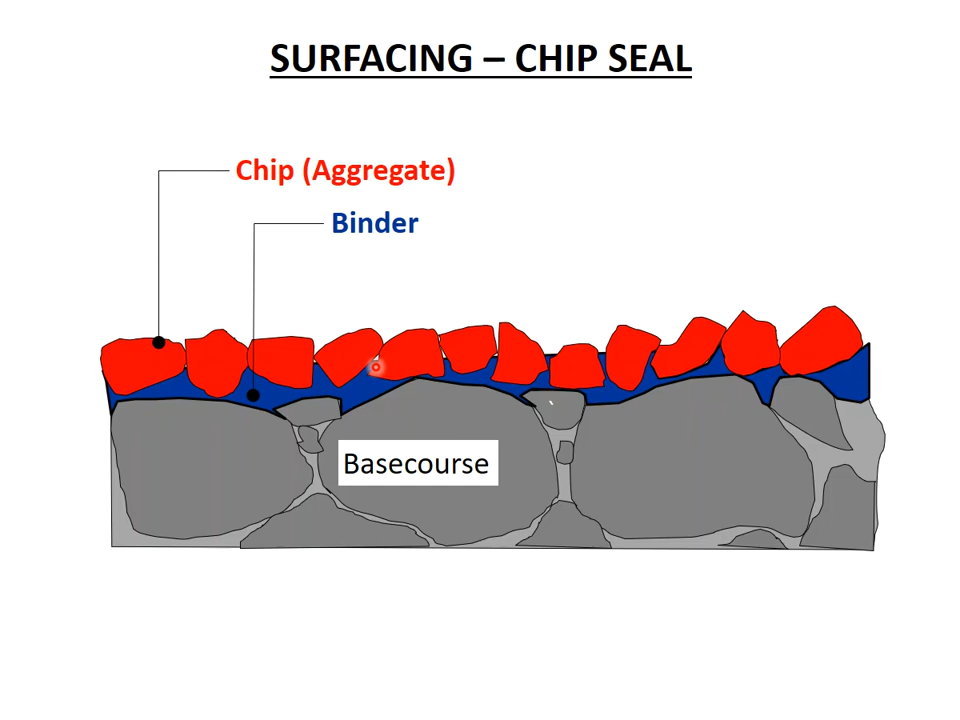 SURFACING – CHIP SEAL
Chip (Aggregate)
Binder
Basecourse